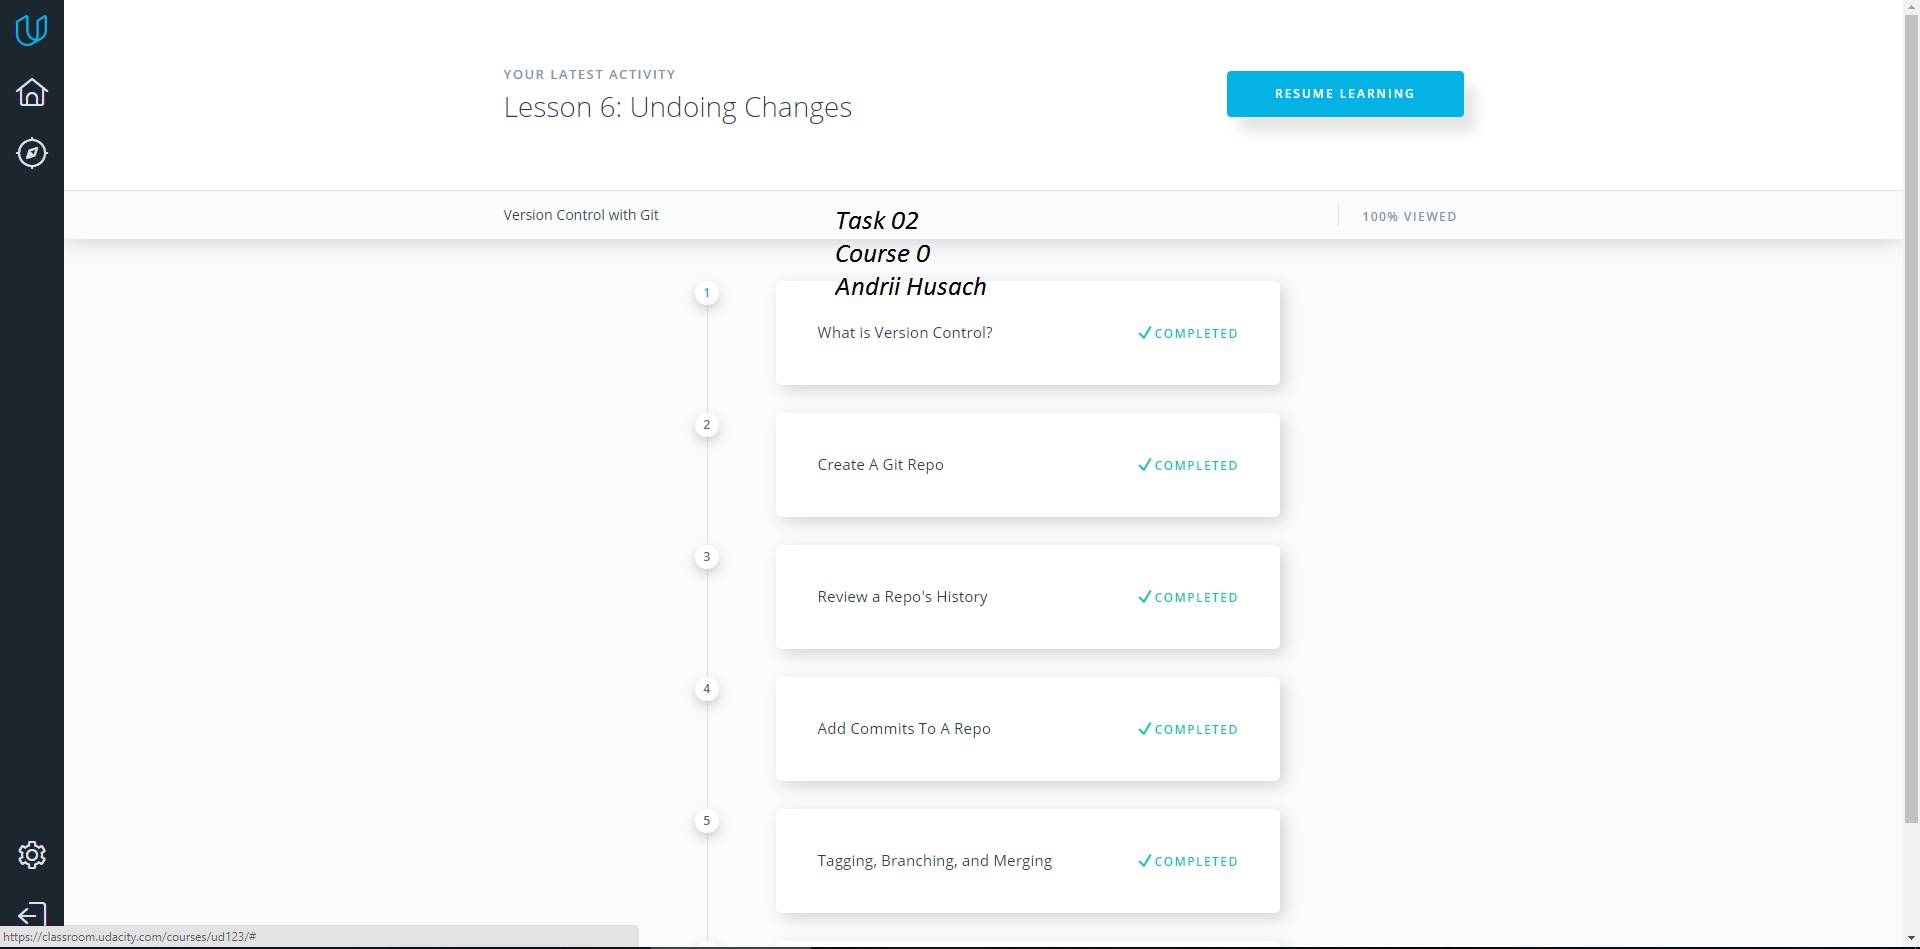 YOUR LATEST ACTIVITY
Lesson 6: Undoing Changes
RESUME LEARNING
Version Control with Git
100% VIEWED
Task 02
Course 0
Andrii Husach
1
What is Version Control?
COMPLETED
2
Create A Git Repo
COMPLETED
3
Review a Repo's History
COMPLETED
4
Add Commits To A Repo
COMPLETED
5
Tagging, Branching, and Merging
COMPLETED
https://classroom.udacity.com/courses/ud123/#